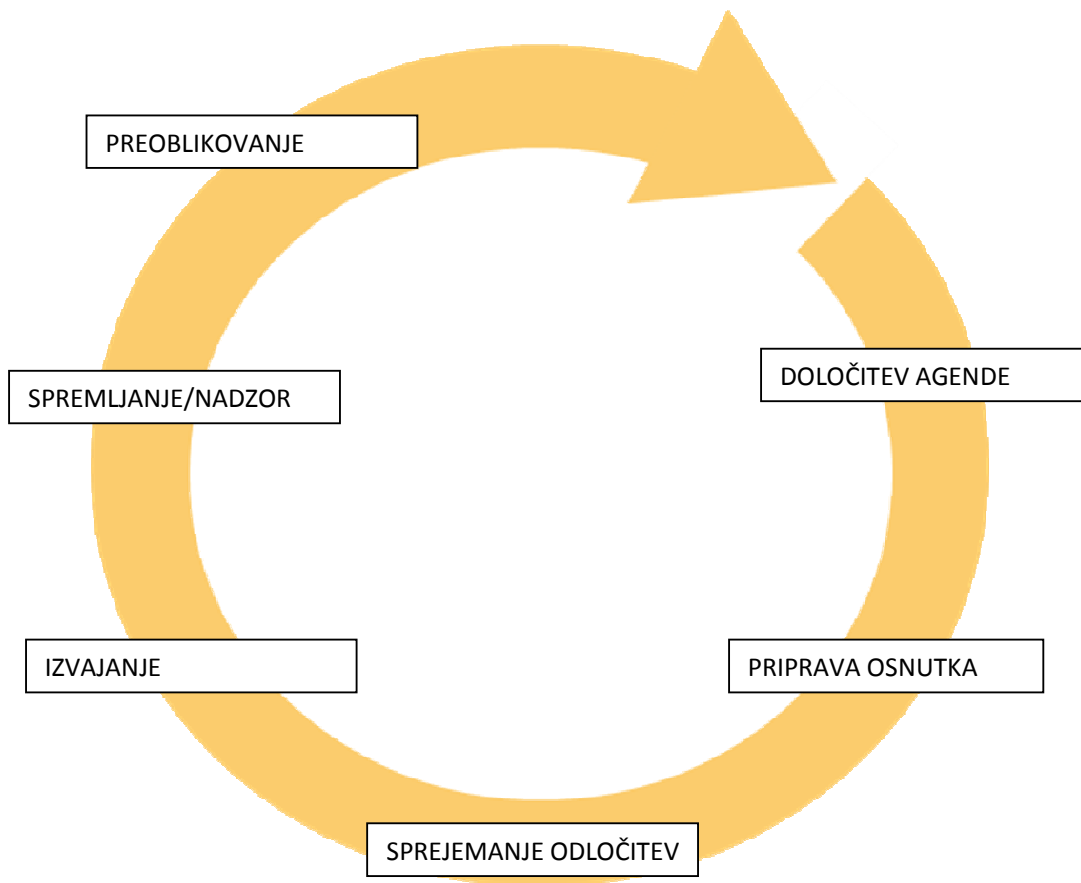 PREOBLIKOVANJE
DOLOČITEV AGENDE
SPREMLJANJE/NADZOR
IZVAJANJE
PRIPRAVA OSNUTKA
SPREJEMANJE ODLOČITEV